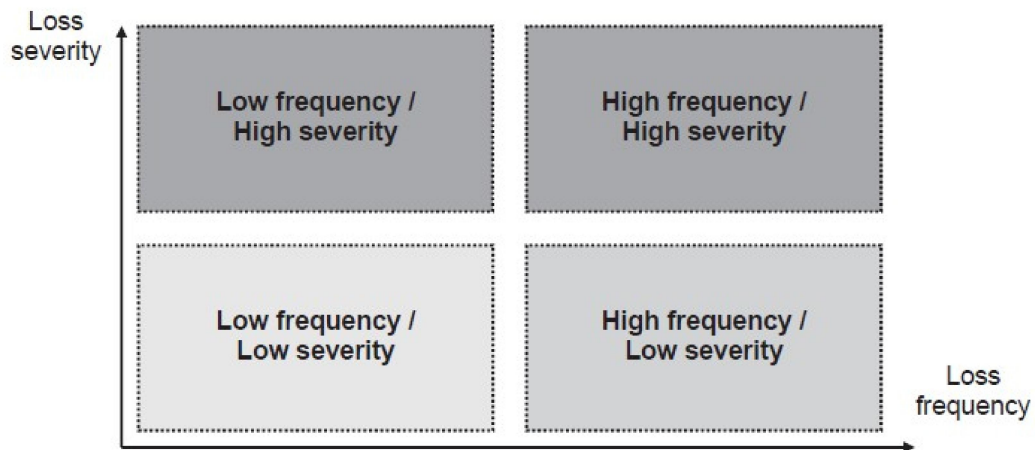 Loss
severity
Low frequency /
High severity
High frequency /
High severity
Low frequency /
Low severity
High frequency /
Low severity
Loss
frequency